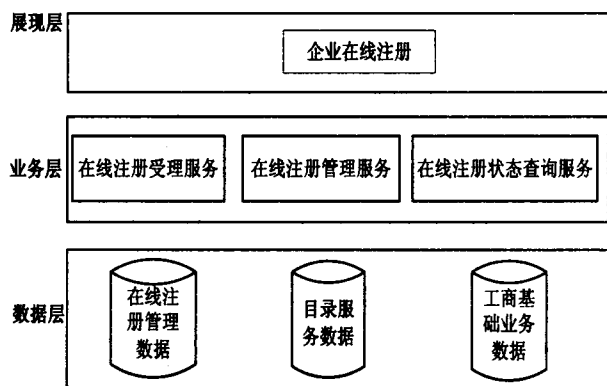 展现层
企业在线注册
业务层
在线注册受理服务
在线注册管理服务
在线注册状态查询服务
数据层
在线注
册管理
数据
目录服
务数据
工商基
础业务
数据